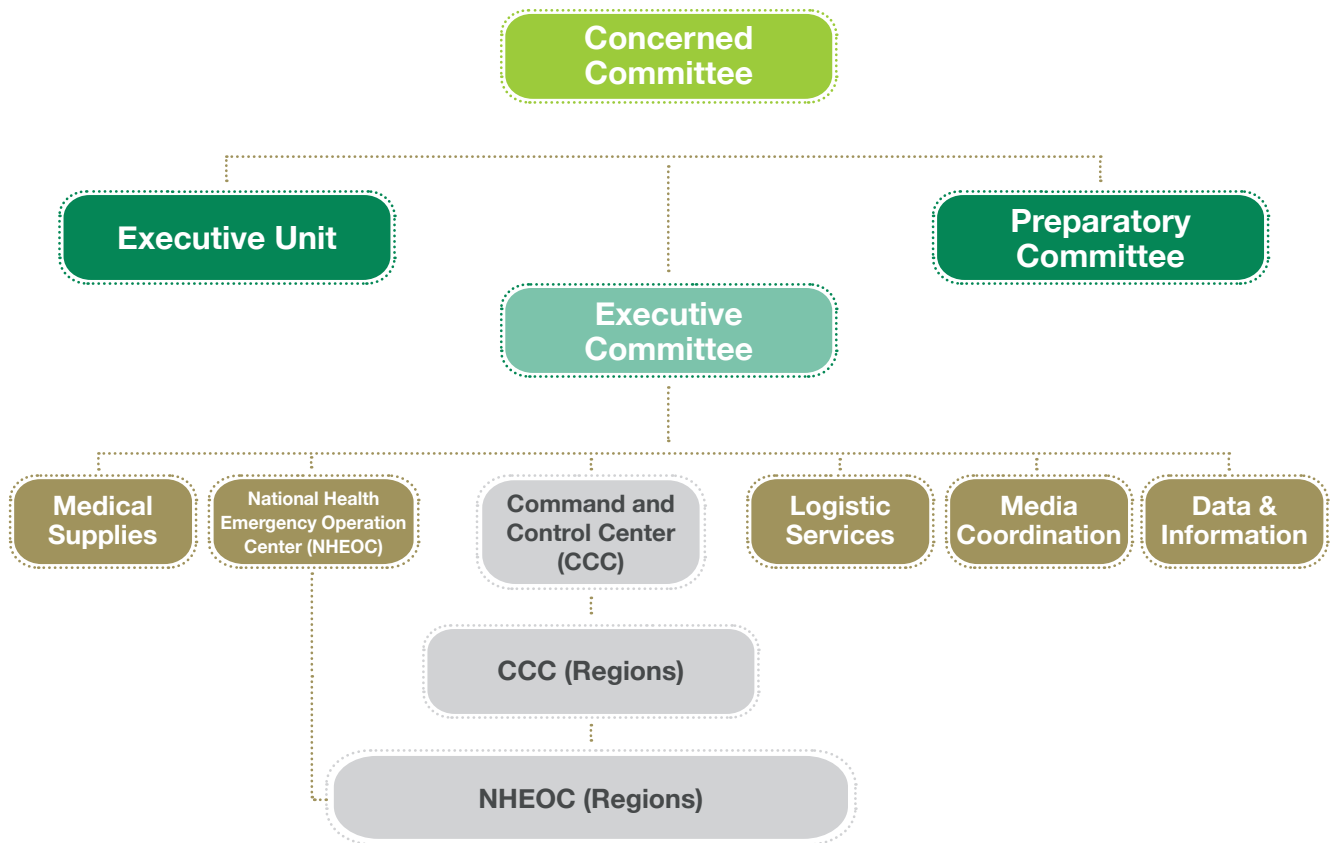 Concerned
Committee
Executive Unit
Preparatory
Committee
Executive
Committee
Medical
Supplies
National Health
Emergency Operation
Center (NHEOC)
Command and
Control Center
(CCC)
Logistic
Services
Media
Coordination
Data &
Information
CCC (Regions)
NHEOC (Regions)